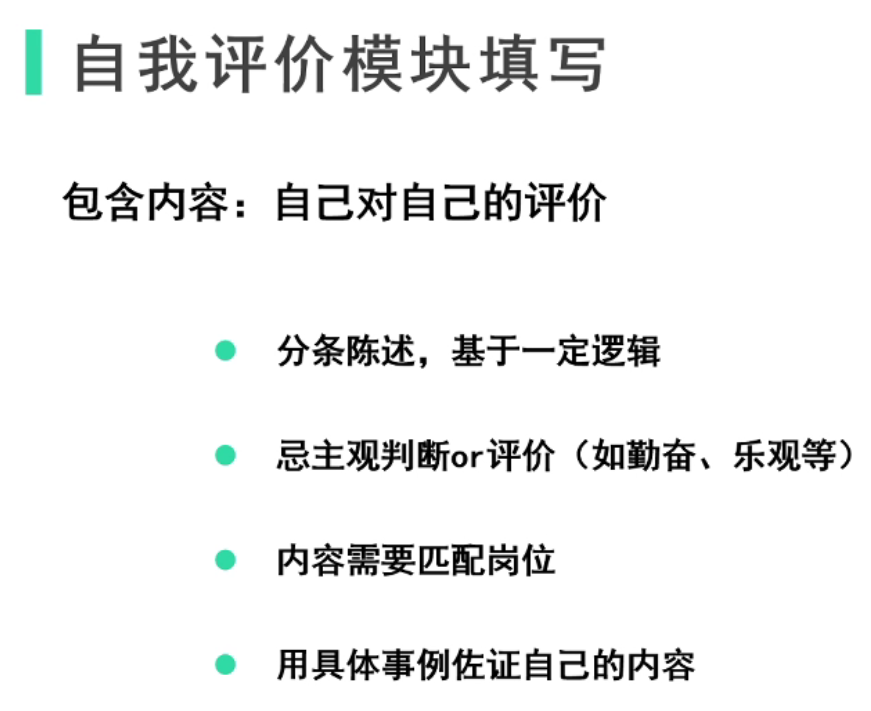 自我评价模块填写
包含内容：自己对自己的评价
分条陈述，基于一定逻辑
忌主观判断or评价（如勤奋、乐观等）
内容需要匹配岗位
用具体事例佐证自己的内容